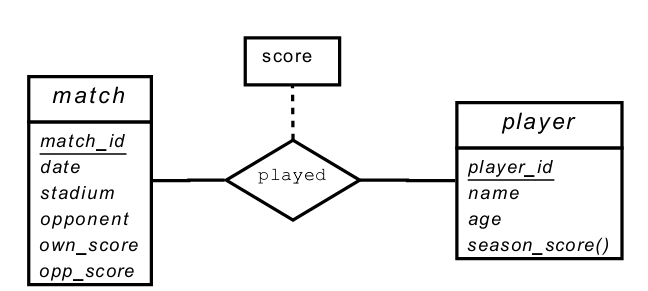 score
match
match_id
date
stadium
opponent
own_score
opp_score
played
player
player_id
name
age
season_score()